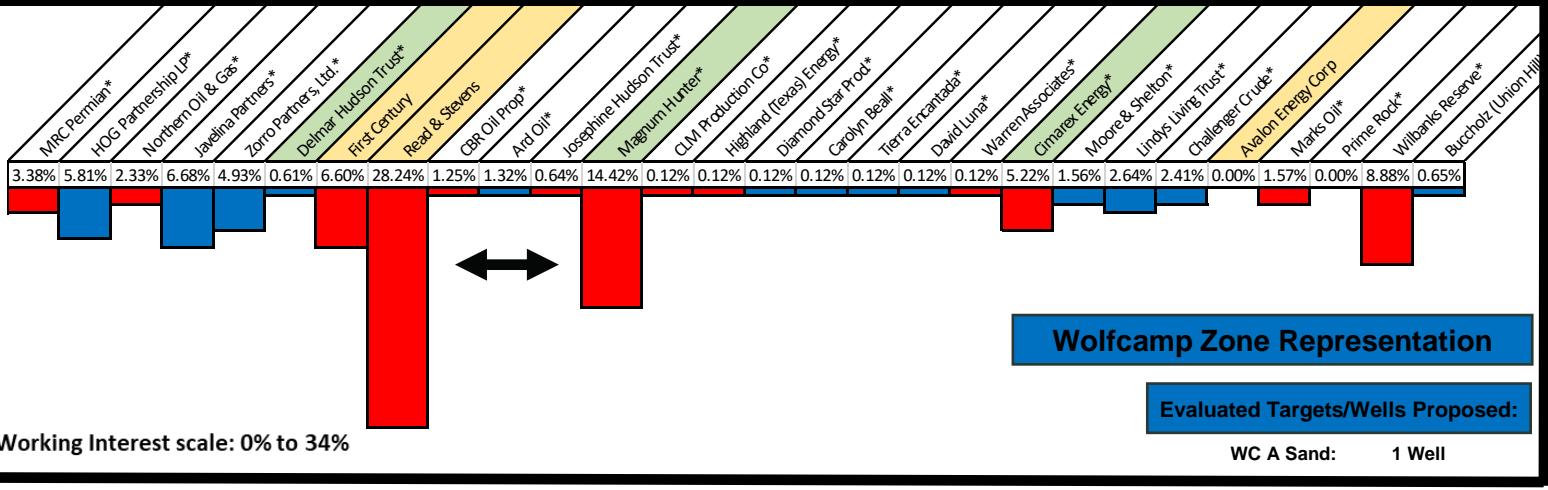 MRC Permian*
HOG Partnership LP*
Northern Oil & Gas*
Javelina Partners*
Zorro Partners, Ltd.*
Delmar Hudson Trust*
First Century
Read & Stevens
CBR Oil Prop*
Ard Oil*
Josephine Hudson Trust*
Magnum Hunter*
CLM Production Co*
Highland (Texas) Energy*
Diamond Star Prod*
Carolyn Beall*
Tierra Encantada*
David Luna*
Warren Associates*
Cimarex Energy*
Moore & Shelton*
Lindys Living Trust*
Challenger Crude*
Avalon Energy Corp
Marks Oil*
Prime Rock*
Wilbanks Reserve*
Buccholz (Union Hill
3.38% 5.81% 2.33% 6.68% 4.93% 0.61% 6.60% 28.24% 1.25% 1.32% 0.64% 14.42% 0.12% 0.12% 0.12% 0.12% 0.12% 0.12% 0.12% 5.22% 1.56% 2.64% 2.41% 0.00% 1.57% 0.00% 8.88% 0.65%
Wolfcamp Zone Representation
Evaluated Targets/Wells Proposed:
Working Interest scale: 0% to 34%
WC A Sand: 1 Well